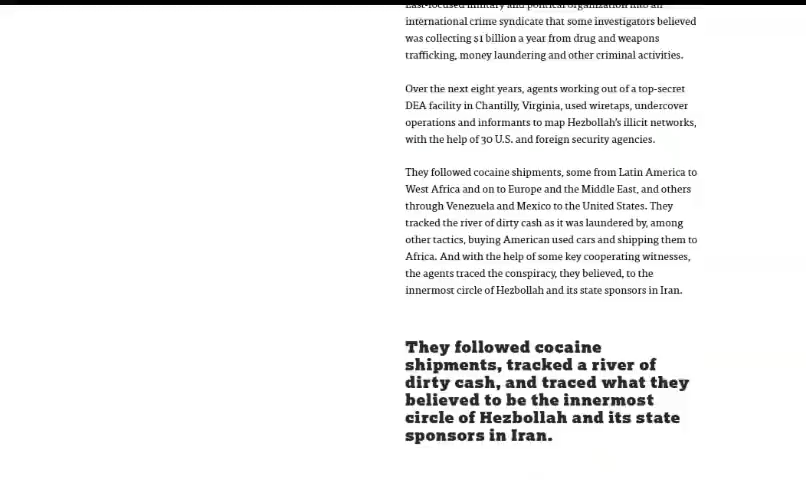 East-focused military and political organization into an
international crime syndicate that some investigators believed
was collecting $1 billion a year from drug and weapons
trafficking, money laundering and other criminal activities.
Over the next eight years, agents working out of a top-secret
DEA facility in Chantilly, Virginia, used wiretaps, undercover
operations and informants to map Hezbollah's illicit networks,
with the help of 30 U.S. and foreign security agencies.
They followed cocaine shipments, some from Latin America to
West Africa and on to Europe and the Middle East, and others
through Venezuela and Mexico to the United States. They
tracked the river of dirty cash as it was laundered by, among
other tactics, buying American used cars and shipping them to
Africa. And with the help of some key cooperating witnesses,
the agents traced the conspiracy, they believed, to the
innermost circle of Hezbollah and its state sponsors in Iran.
They followed cocaine
shipments, tracked a river of
dirty cash, and traced what they
believed to be the innermost
circle of Hezbollah and its state
sponsors in Iran.